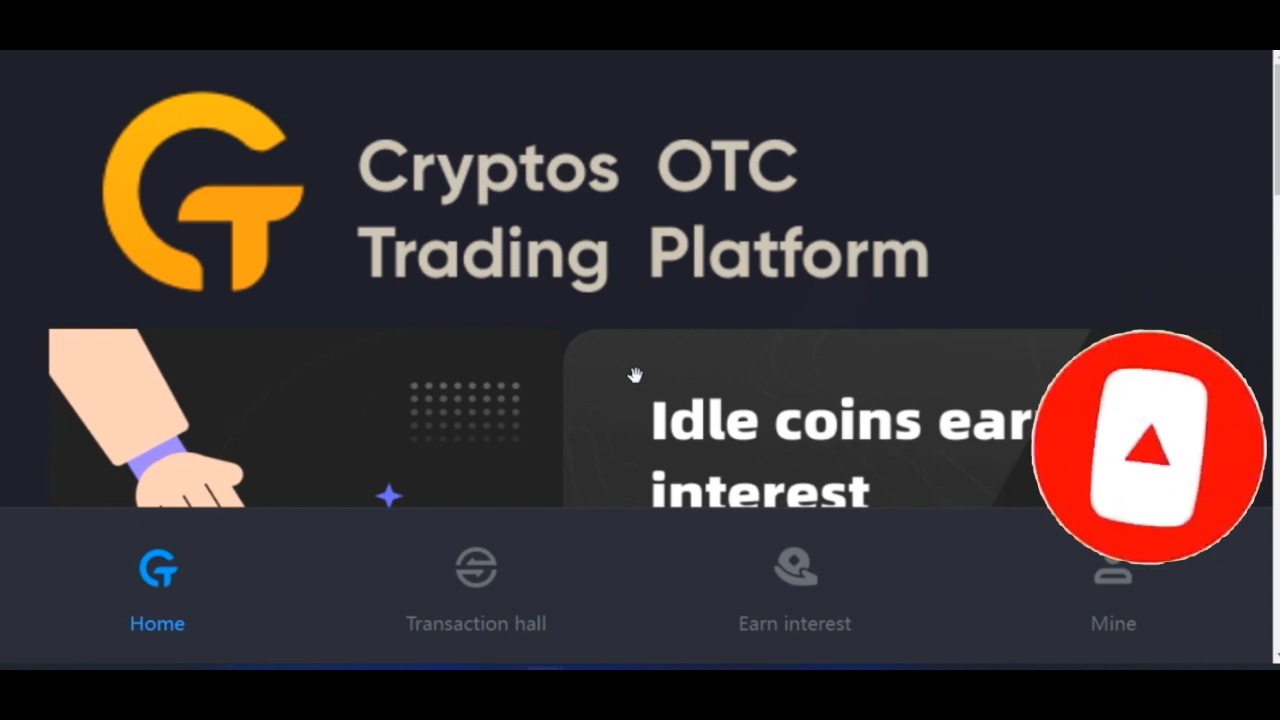 Cryptos OTC
Trading Platform
Idle coins ear
interest
Home
Transaction hall
Earn interest
Mine